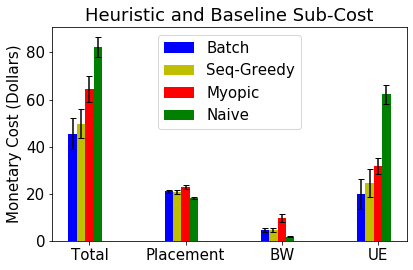 Heuristic and Baseline Sub-Cost
Monetary Cost (Dollars)
80
60
40
20
0
Batch
Seq-Greedy
Myopic
Naive
Total Placement BW UE